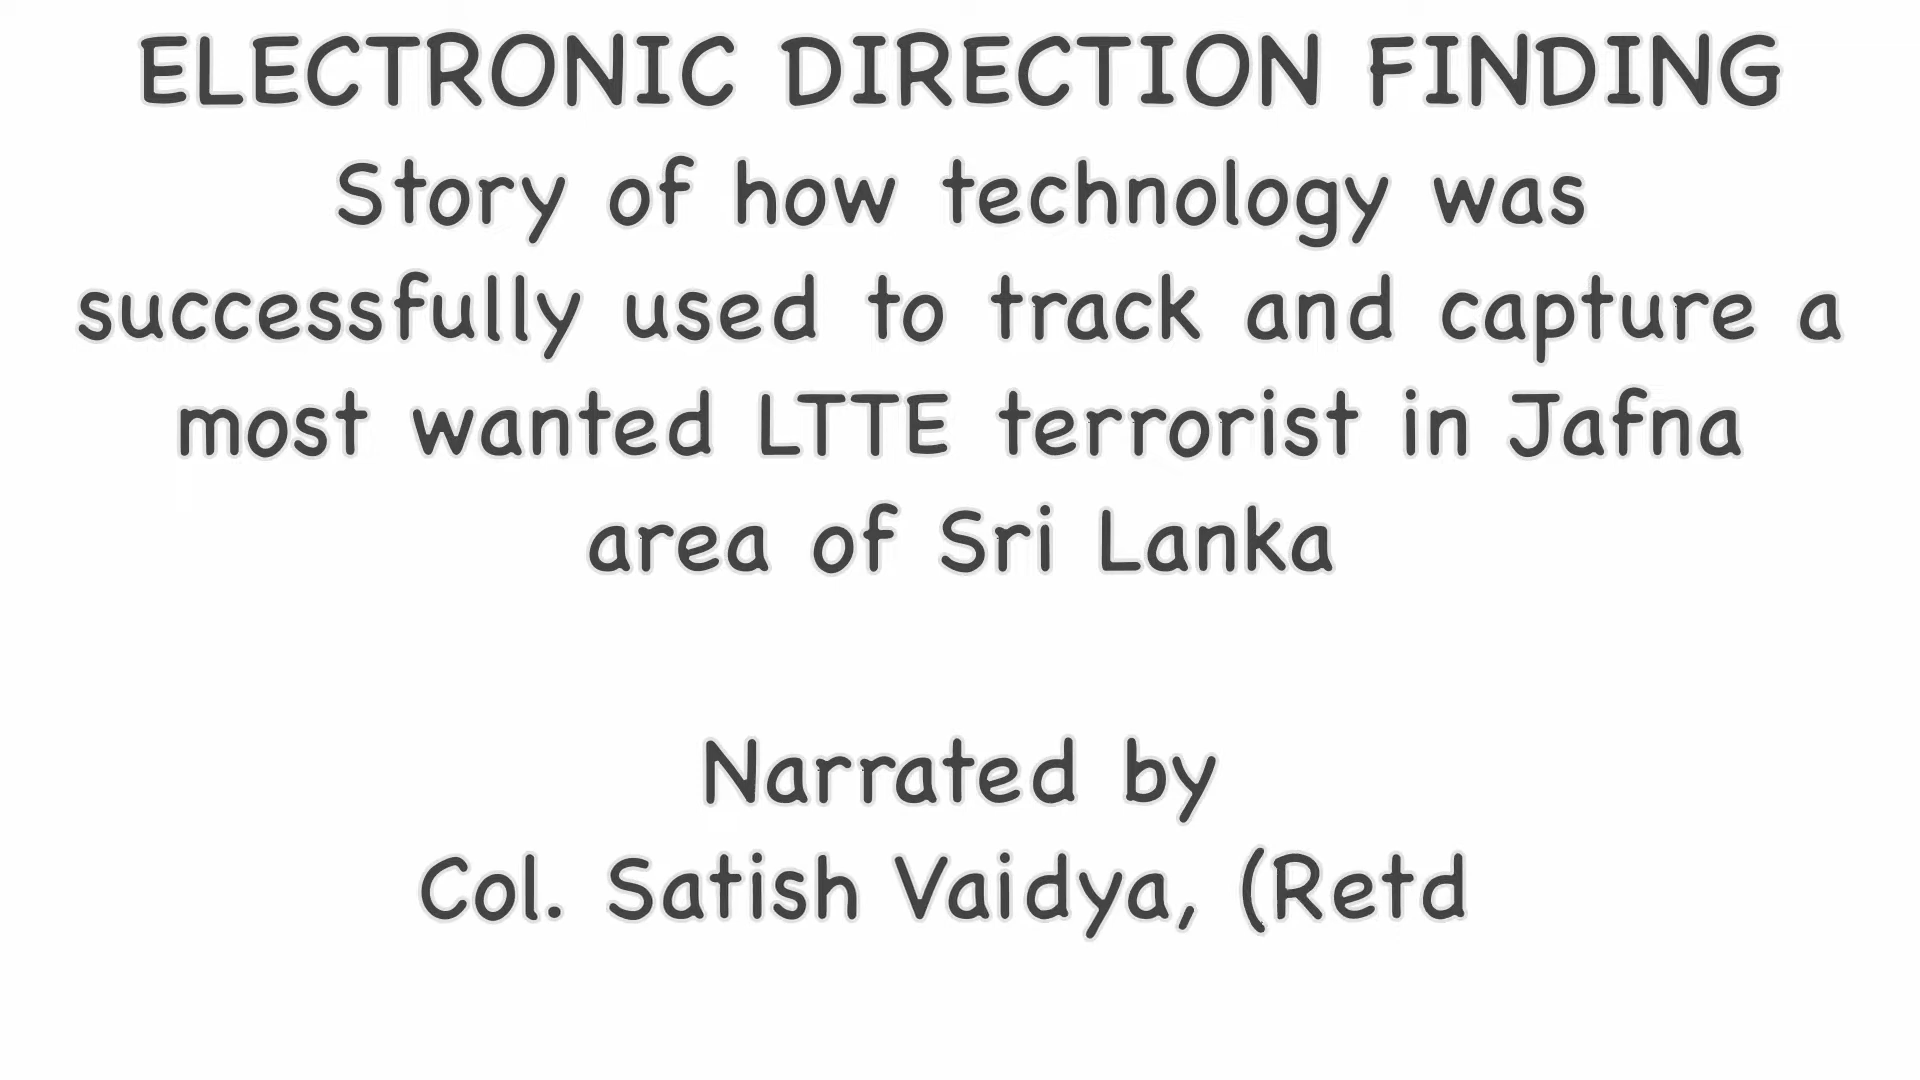 ELECTRONIC DIRECTION FINDING
Story of how technology was
successfully used to track and capture a
most wanted LTTE terrorist in Jafna
area of Sri Lanka
Narrated by
Col. Satish Vaidya, (Retd